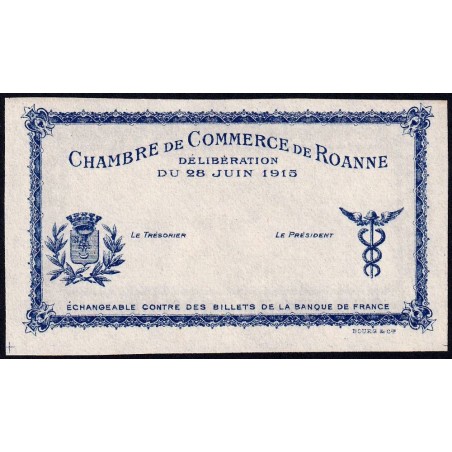 CHAMBRE DE COMMERCE DE ROANNE
DÉLIBÉRATION
DU 28 JUIN 1915
LE TRÉSORIER LE PRÉSIDENT
ÉCHANGEABLE CONTRE DES BILLETS DE LA BANQUE DE FRANCE